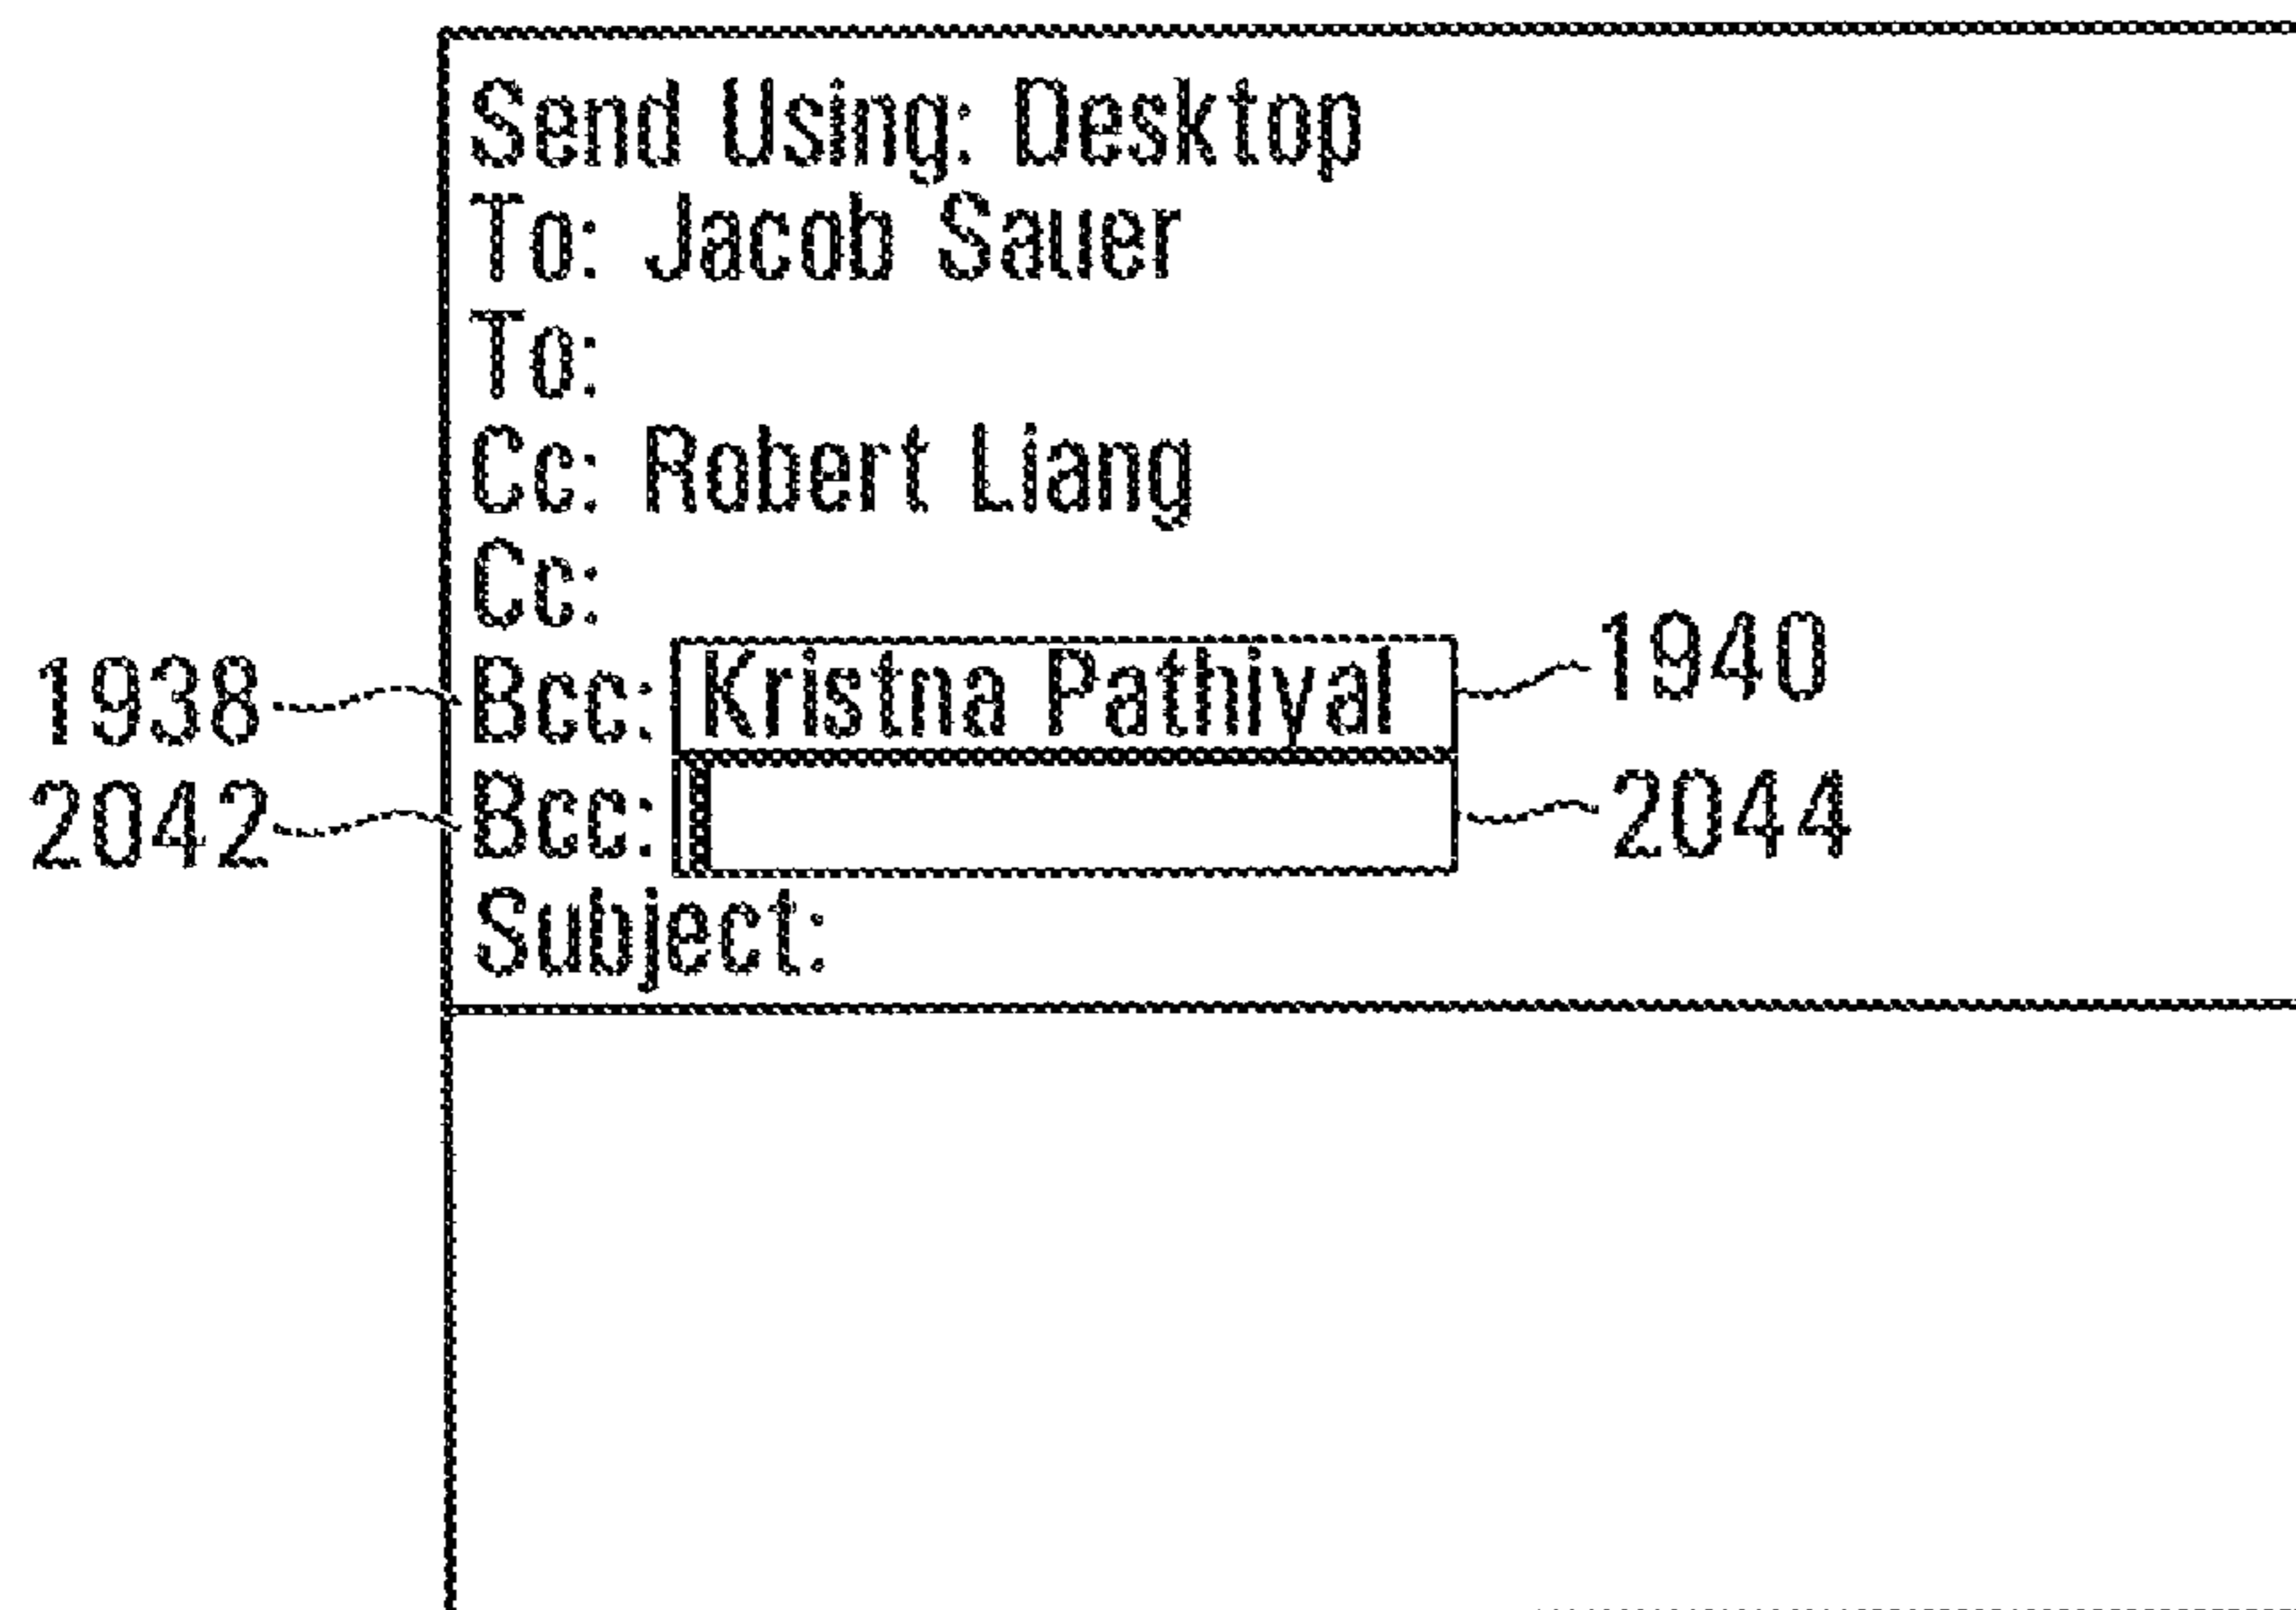 Send Using: Desktop
To: Jacob Sauer
To:
Cc: Robert Liang
Cc:
1938 Bcc: Kristna Pathiyal 1940
2042 Bcc: 2044
Subject: